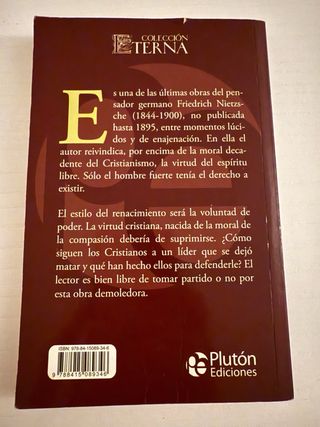 COLECCIÓN
ETERNA
Es una de las últimas obras del pen-
sador germano Friedrich Nietzs-
che (1844-1900), no publicada
hasta 1895, entre momentos lúci-
dos y de enajenación. En ella el
autor reivindica, por encima de la moral deca-
dente del Cristianismo, la virtud del espíritu
libre. Sólo el hombre fuerte tenía el derecho a
existir.
El estilo del renacimiento será la voluntad de
poder. La virtud cristiana, nacida de la moral de
la compasión debería de suprimirse. ¿Cómo
siguen los Cristianos a un líder que se dejó
matar y qué han hecho ellos para defenderle? El
lector es bien libre de tomar partido o no por
esta obra demoledora.
ISBN: 978-84-15089-34-6
9 788415 089346
Plutón
Ediciones